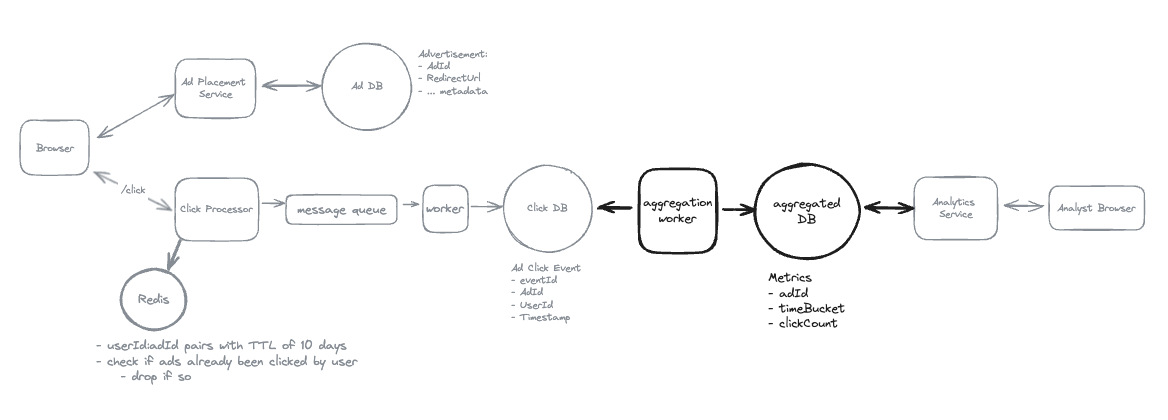 Advertisement:
- AdId
- RedirectUrl
- ... metadata
Ad Placement
Service
Ad DB
Browser
/click
Click Processor
message queue
worker
Click DB
aggregation
worker
aggregated
DB
Analytics
Service
Analyst Browser
Ad Click Event
- eventId
- AdId
- UserId
- Timestamp
Metrics
- adId
- timeBucket
- clickCount
Redis
- userId:adId pairs with TTL of 10 days
- check if ads already been clicked by user
- drop if so